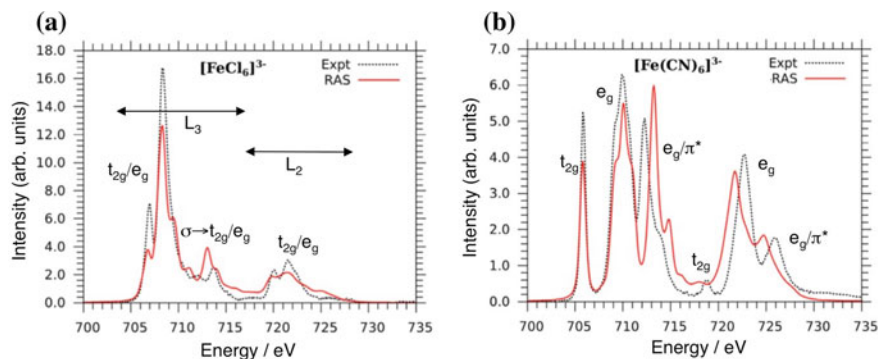 (a)
18.0
16.0
14.0
12.0
10.0
8.0
6.0
4.0
2.0
0.0
Intensity (arb. units)
[FeCl₆]³⁻
Expt
RAS
L₃
L₂
t₂g/eg
σ→t₂g/eg
t₂g/eg
700 705 710 715 720 725 730 735
Energy / eV
(b)
7.0
6.0
5.0
4.0
3.0
2.0
1.0
0.0
Intensity (arb. units)
[Fe(CN)₆]³⁻
Expt
RAS
eg
t₂g
eg/π*
eg
t₂g
eg/π*
700 705 710 715 720 725 730 735
Energy / eV